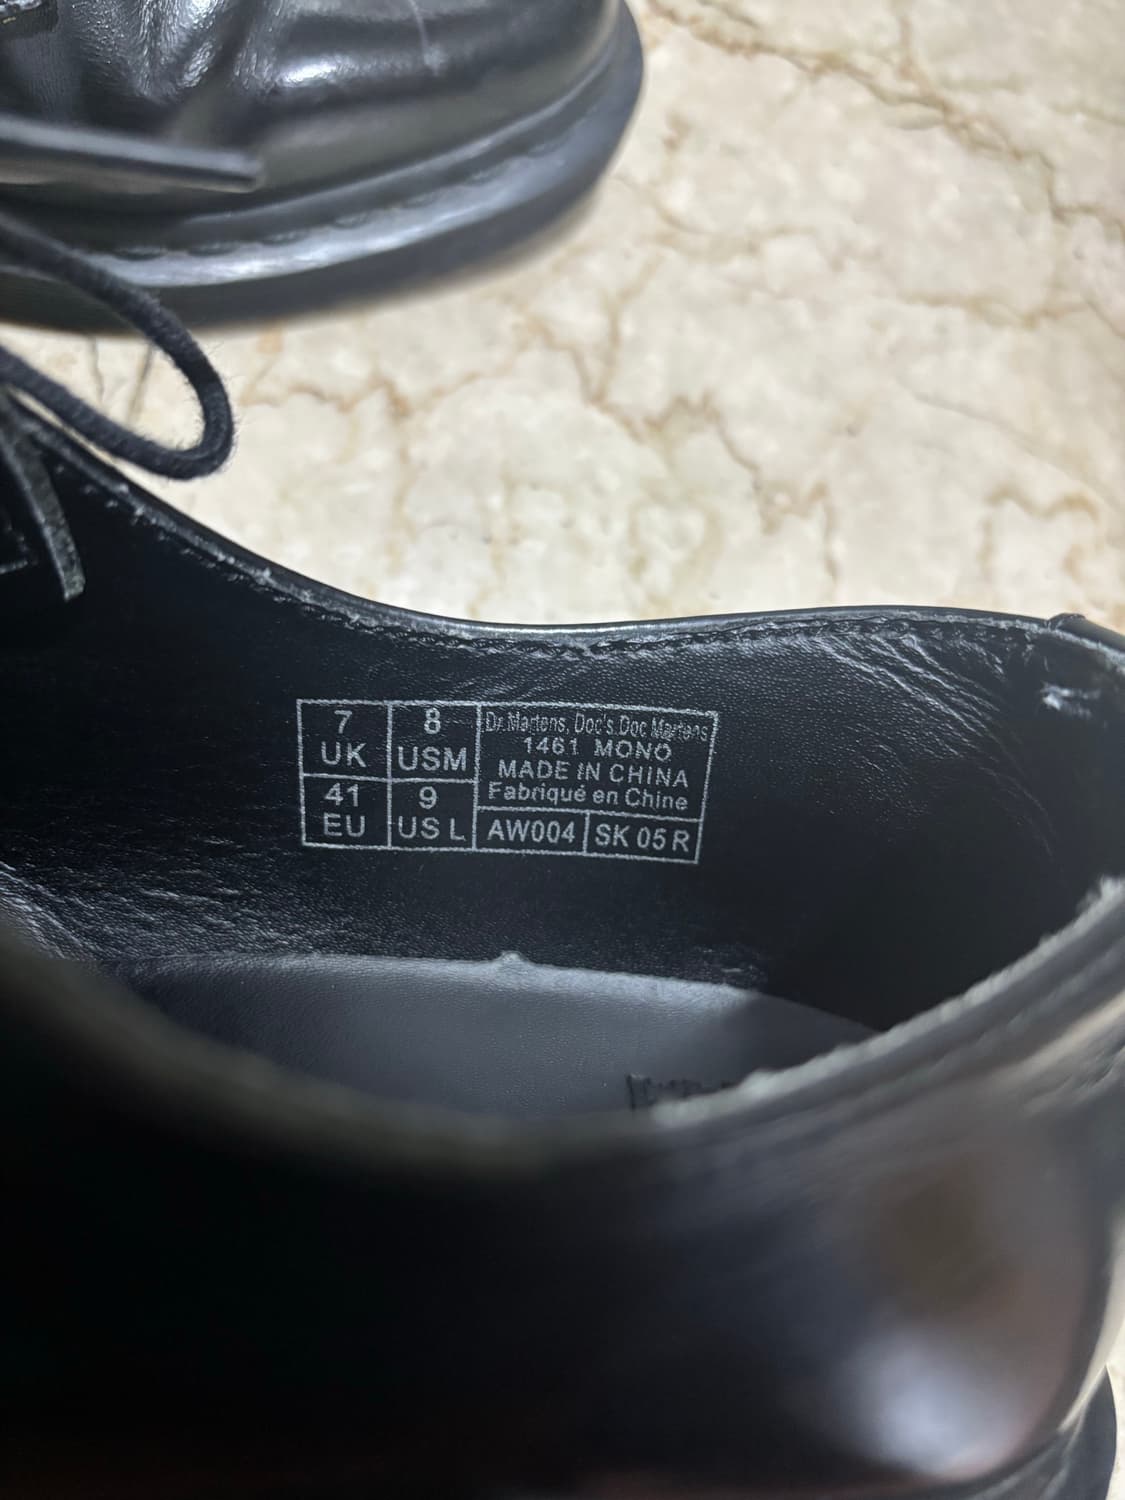 7
UK
8
USM
41
EU
9
US L
Dr.Martens, Doc's.Doc Martens
1461 MONO
MADE IN CHINA
Fabriqué en Chine
AW004
SK 05 R